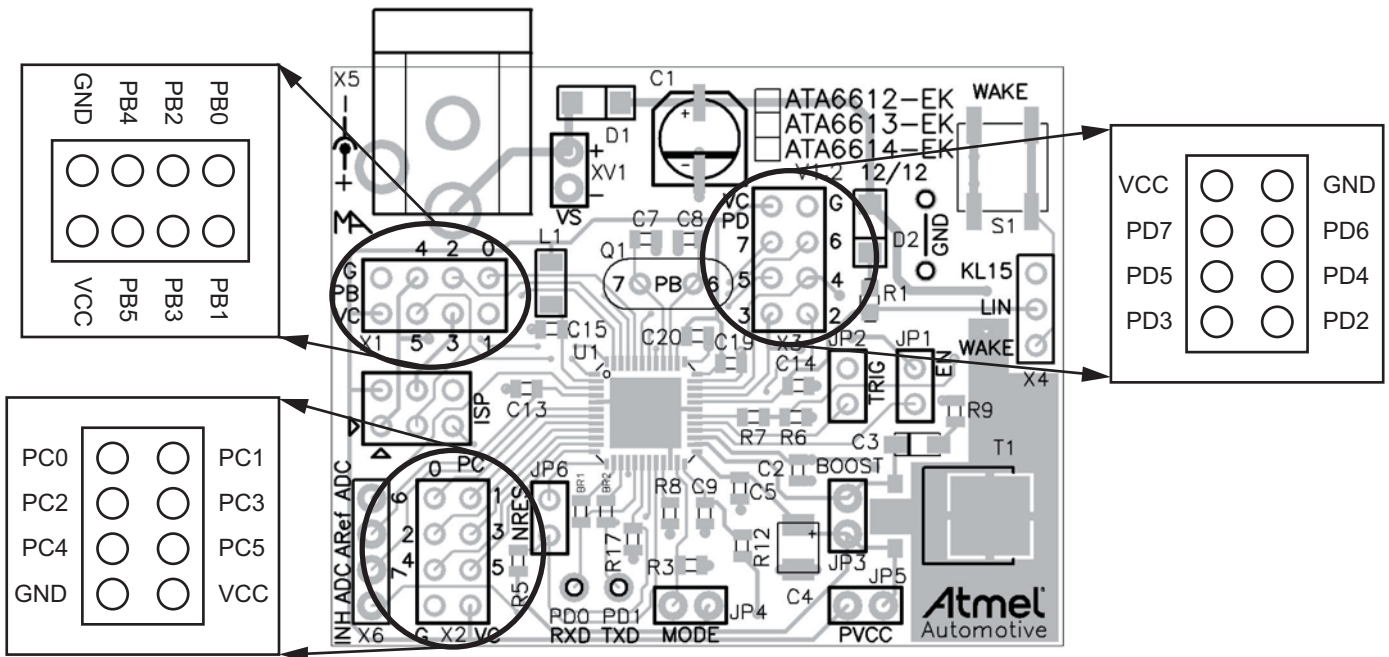 GND PB4 PB2 PB0
VCC PB5 PB3 PB1
PC0 PC1
PC2 PC3
PC4 PC5
GND VCC
X5
+
D1
+
XV1
-
VS
C1
+
-
ATA6612-EK
ATA6613-EK
ATA6614-EK
V1.2 12/12
WAKE
S1
VC G
PD
7 6
5 4
3 2
X3
D2
GND
R1
KL15
LIN
WAKE
X4
4 2 0
G
PB
VC
X1 5 3 1
L1
C7 C8
Q1
7 PB 6
C15
U1
C20
C19
C14
JP2
TRIG
JP1
EN
ISP
C13
R7 R6
R9
C3
C2
BOOST
T1
C5
INH ADC ARef ADC
6
7
X6
0 PC
1
2 3
4 5
G X2 VC
JP6
NRES
R5
BR1
BR2
R17
R8 C9
R3
R12
+
C4
JP3
JP5
JP4
PD0 PD1
RXD TXD
MODE
PVCC
Atmel
Automotive
VCC GND
PD7 PD6
PD5 PD4
PD3 PD2